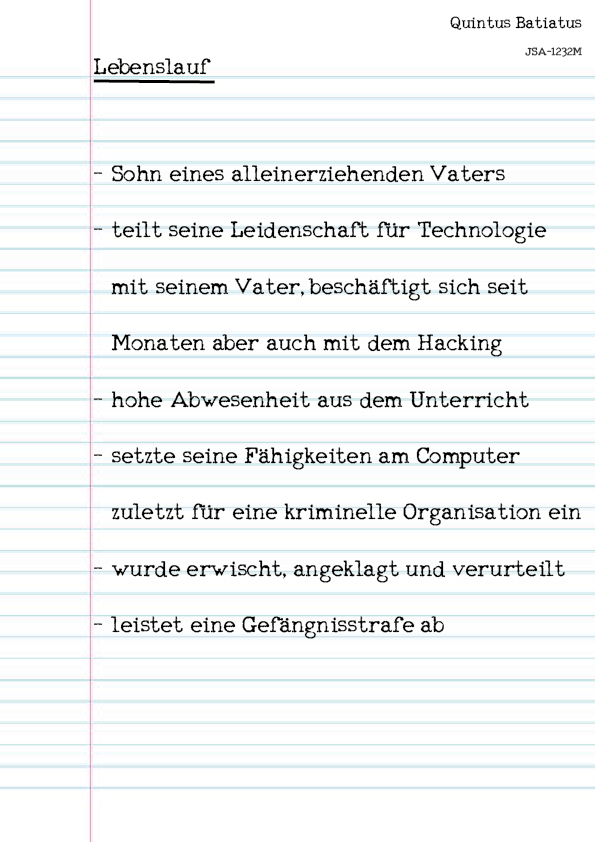 Quintus Batiatus
JSA-1232M
Lebenslauf
- Sohn eines alleinerziehenden Vaters
- teilt seine Leidenschaft für Technologie
mit seinem Vater, beschäftigt sich seit
Monaten aber auch mit dem Hacking
- hohe Abwesenheit aus dem Unterricht
- setzte seine Fähigkeiten am Computer
zuletzt für eine kriminelle Organisation ein
- wurde erwischt, angeklagt und verurteilt
- leistet eine Gefängnisstrafe ab